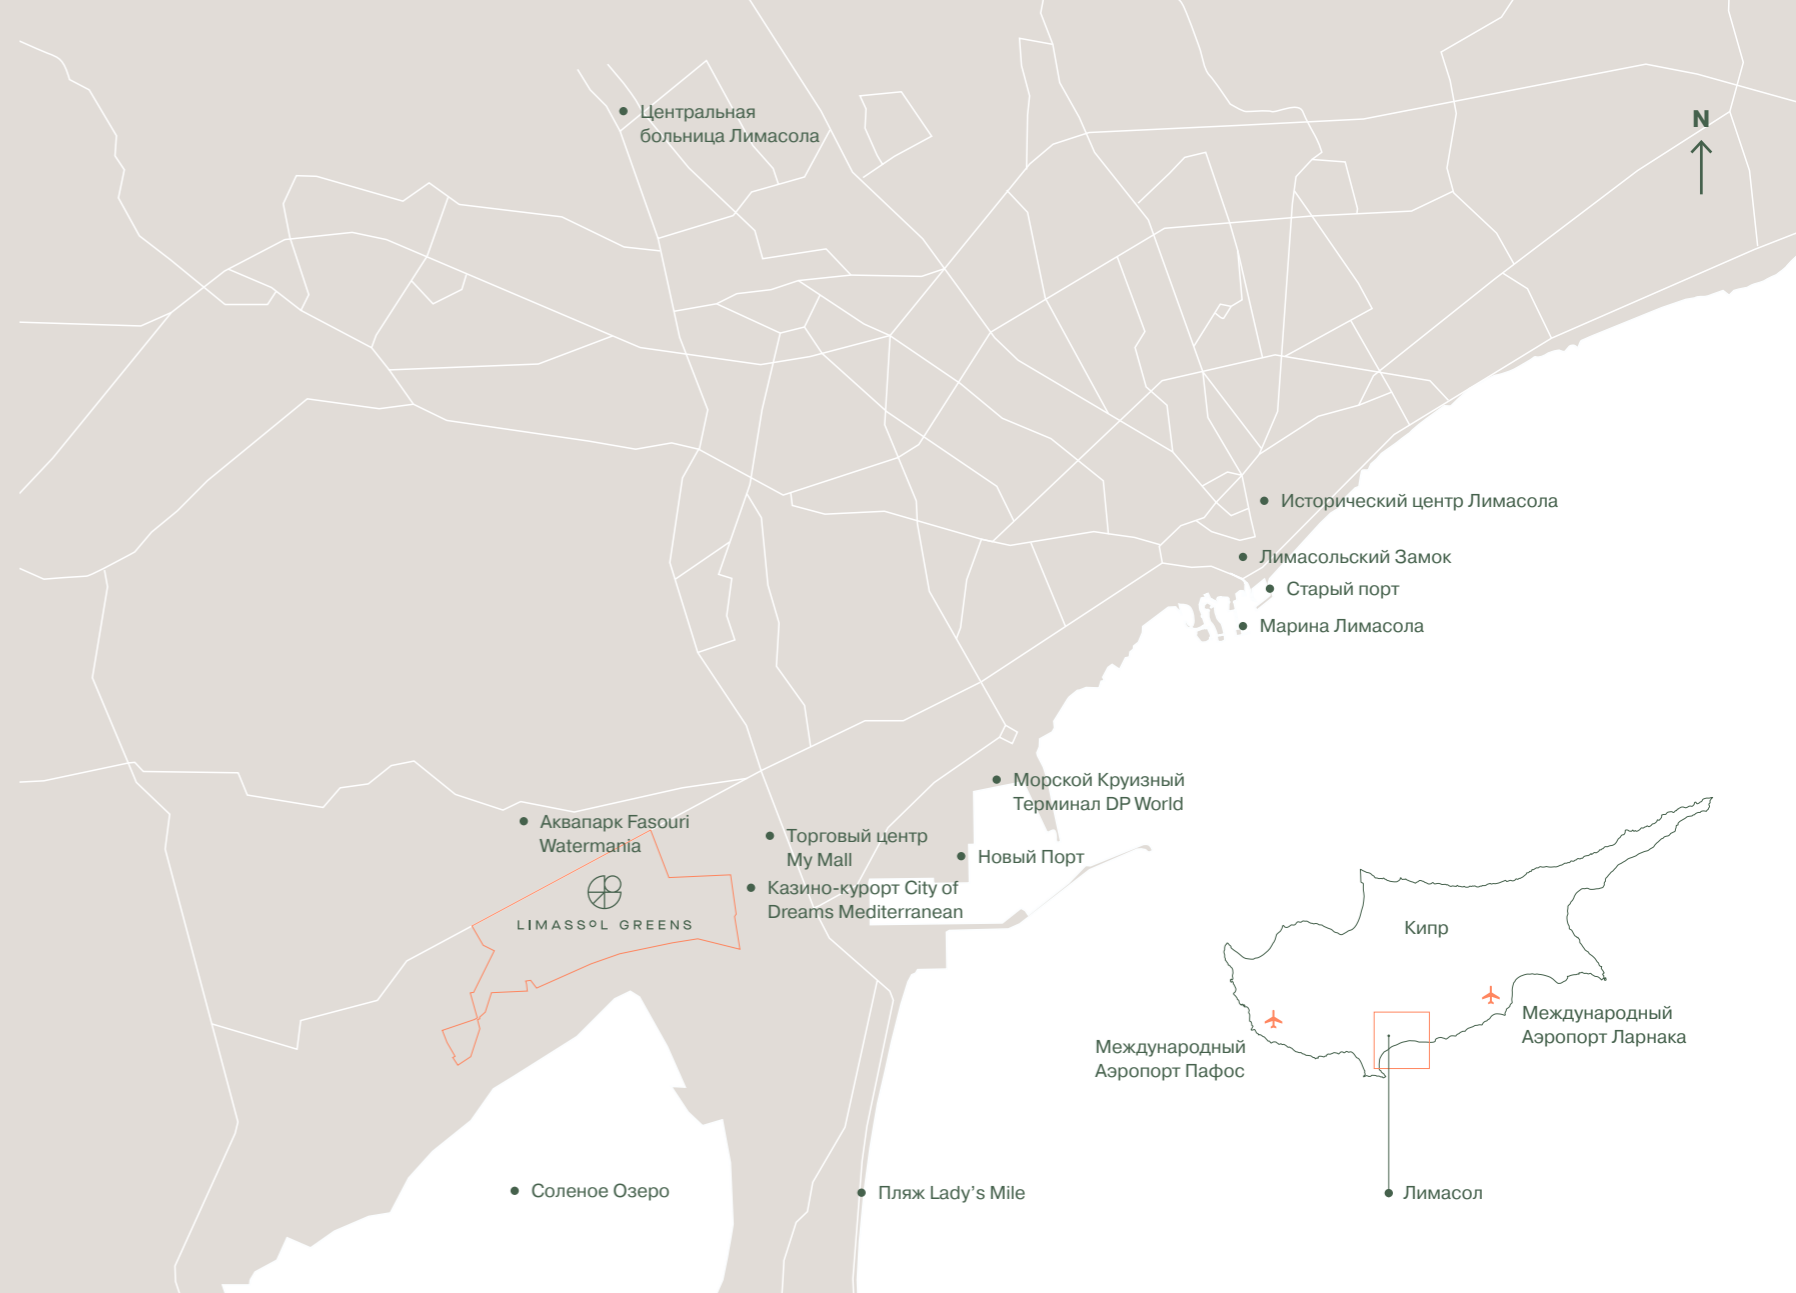 Центральная
больница Лимасола
N
Исторический центр Лимасола
Лимасольский Замок
Старый порт
Марина Лимасола
Морской Круизный
Терминал DP World
Аквапарк Fasouri
Watermania
Торговый центр
My Mall
Новый Порт
Казино-курорт City of
Dreams Mediterranean
LIMASSOL GREENS
Кипр
Международный
Аэропорт Ларнака
Международный
Аэропорт Пафос
Соленое Озеро
Пляж Lady’s Mile
Лимасол